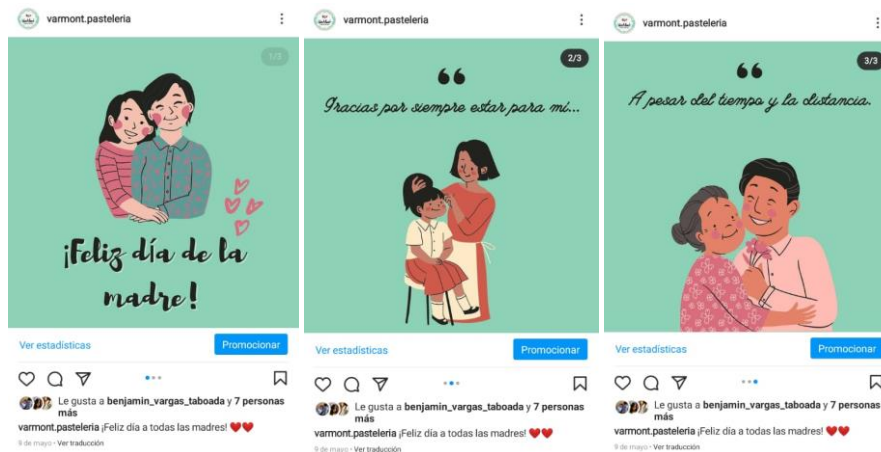 varmont.pasteleria
1/3
¡Feliz día de la
madre!
Ver estadísticas
Promocionar
Le gusta a benjamin_vargas_taboada y 7 personas
más
varmont.pasteleria ¡Feliz día a todas las madres! ❤️❤️
9 de mayo · Ver traducción
varmont.pasteleria
2/3
Gracias por siempre estar para mí...
Ver estadísticas
Promocionar
Le gusta a benjamin_vargas_taboada y 7 personas
más
varmont.pasteleria ¡Feliz día a todas las madres! ❤️❤️
9 de mayo · Ver traducción
varmont.pasteleria
3/3
A pesar del tiempo y la distancia.
Ver estadísticas
Promocionar
Le gusta a benjamin_vargas_taboada y 7 personas
más
varmont.pasteleria ¡Feliz día a todas las madres! ❤️❤️
9 de mayo · Ver traducción